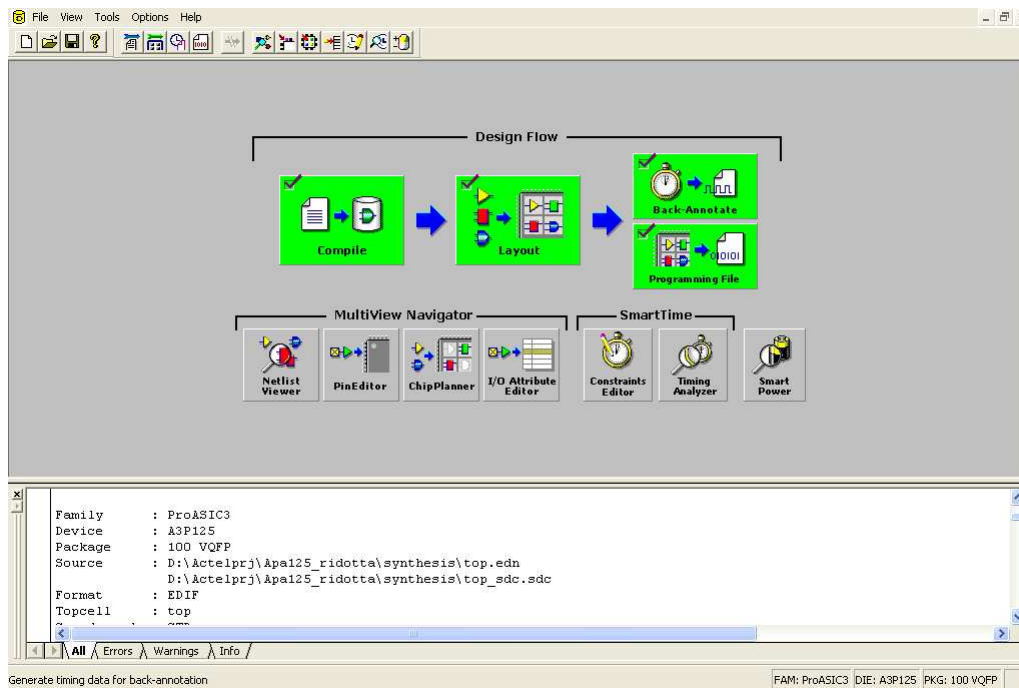 File View Tools Options Help
Design Flow
Compile
Layout
Back-Annotate
Programming File
MultiView Navigator
SmartTime
Netlist
Viewer
PinEditor
ChipPlanner
I/O Attribute
Editor
Constraints
Editor
Timing
Analyzer
Smart
Power
Family : ProASIC3
Device : A3P125
Package : 100 VQFP
Source : D:\Actelprj\Apa125_ridotta\synthesis\top.edn
D:\Actelprj\Apa125_ridotta\synthesis\top_sdc.sdc
Format : EDIF
Topcell : top
All Errors Warnings Info
Generate timing data for back-annotation
FAM: ProASIC3 DIE: A3P125 PKG: 100 VQFP